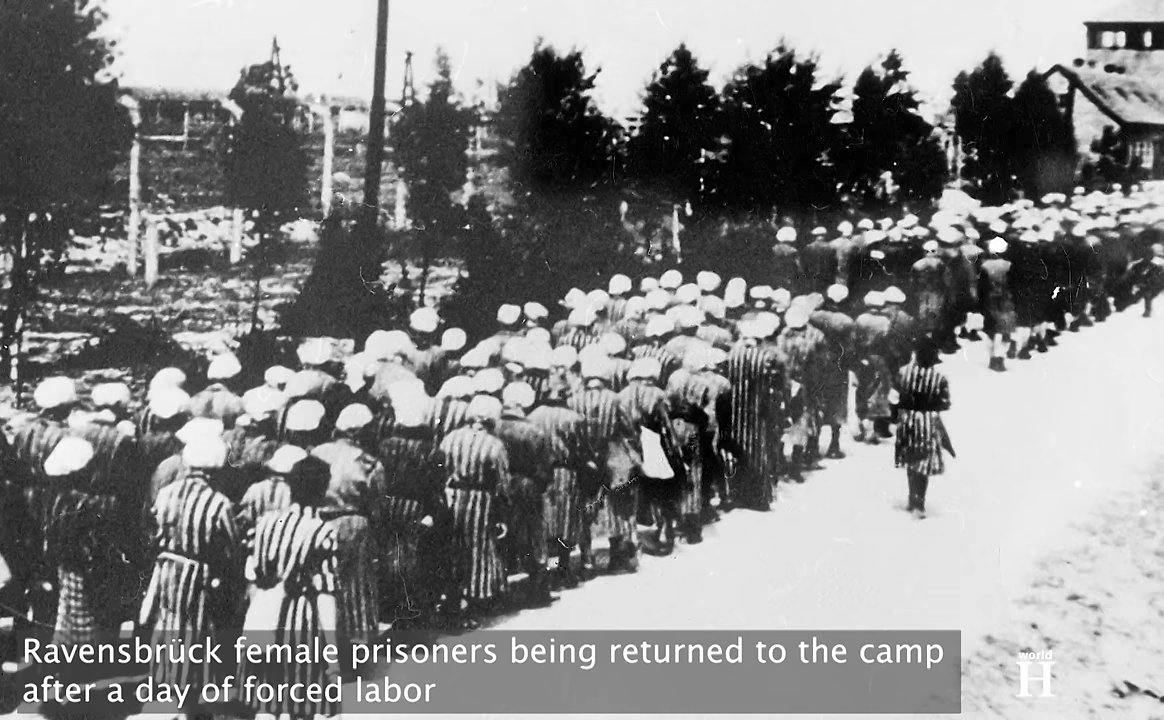 Ravensbrück female prisoners being returned to the camp
after a day of forced labor
world
H